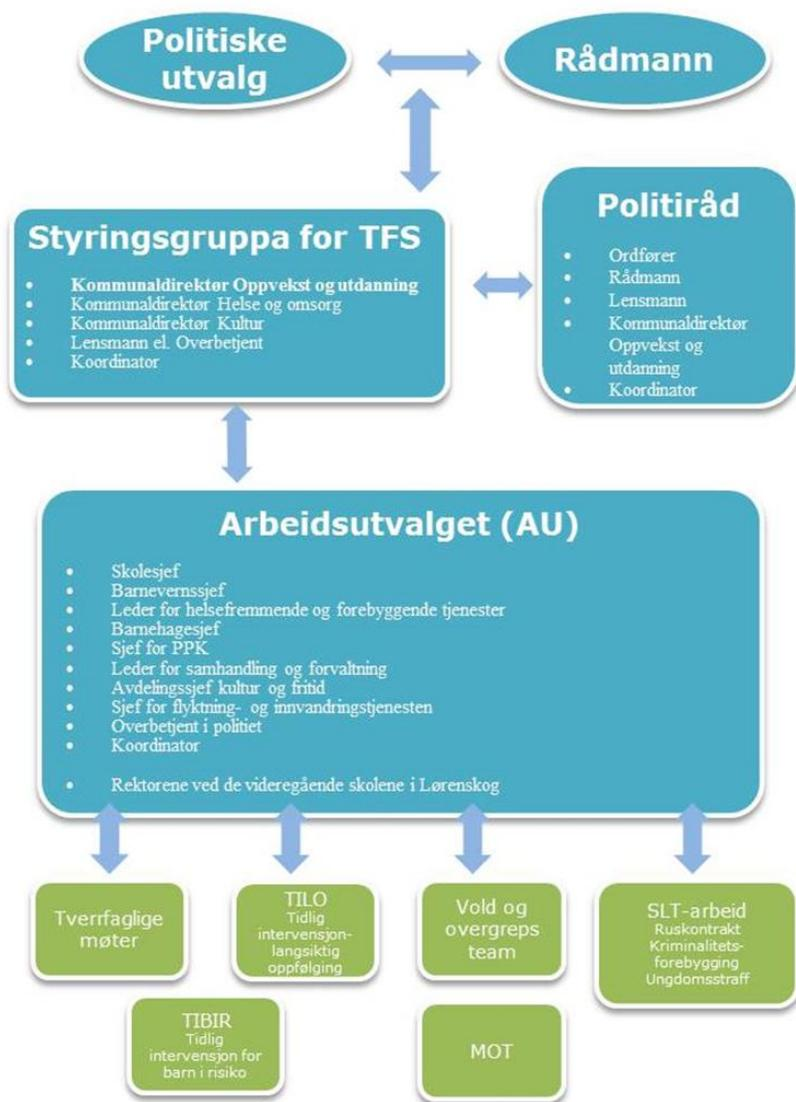 Politiske
utvalg
Rådmann
Styringsgruppa for TFS
• Kommunaldirektør Oppvekst og utdanning
• Kommunaldirektør Helse og omsorg
• Kommunaldirektør Kultur
• Lensmann el. Overbetjent
• Koordinator
Politiråd
• Ordfører
• Rådmann
• Lensmann
• Kommunaldirektør
Oppvekst og
utdanning
• Koordinator
Arbeidsutvalget (AU)
• Skolesjef
• Barnevernssjef
• Leder for helsefremmende og forebyggende tjenester
• Barnehagesjef
• Sjef for PPK
• Leder for samhandling og forvaltning
• Avdelingssjef kultur og fritid
• Sjef for flyktning- og innvandringstjenesten
• Overbetjent i politiet
• Koordinator
• Rektorene ved de videregående skolene i Lørenskog
Tverrfaglige
møter
TILO
Tidlig
intervensjon-
langsiktig
oppfølging
Vold og
overgreps
team
SLT-arbeid
Ruskontrakt
Kriminalitets-
forebygging
Ungdomsstraff
TIBIR
Tidlig
intervensjon for
barn i risiko
MOT